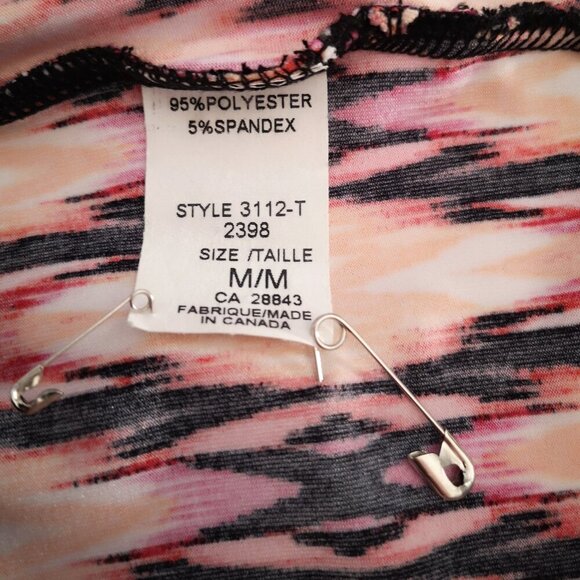 95%POLYESTER
5%SPANDEX
STYLE 3112-T
2398
SIZE /TAILLE
M/M
CA 28843
FABRIQUE/MADE
IN CANADA